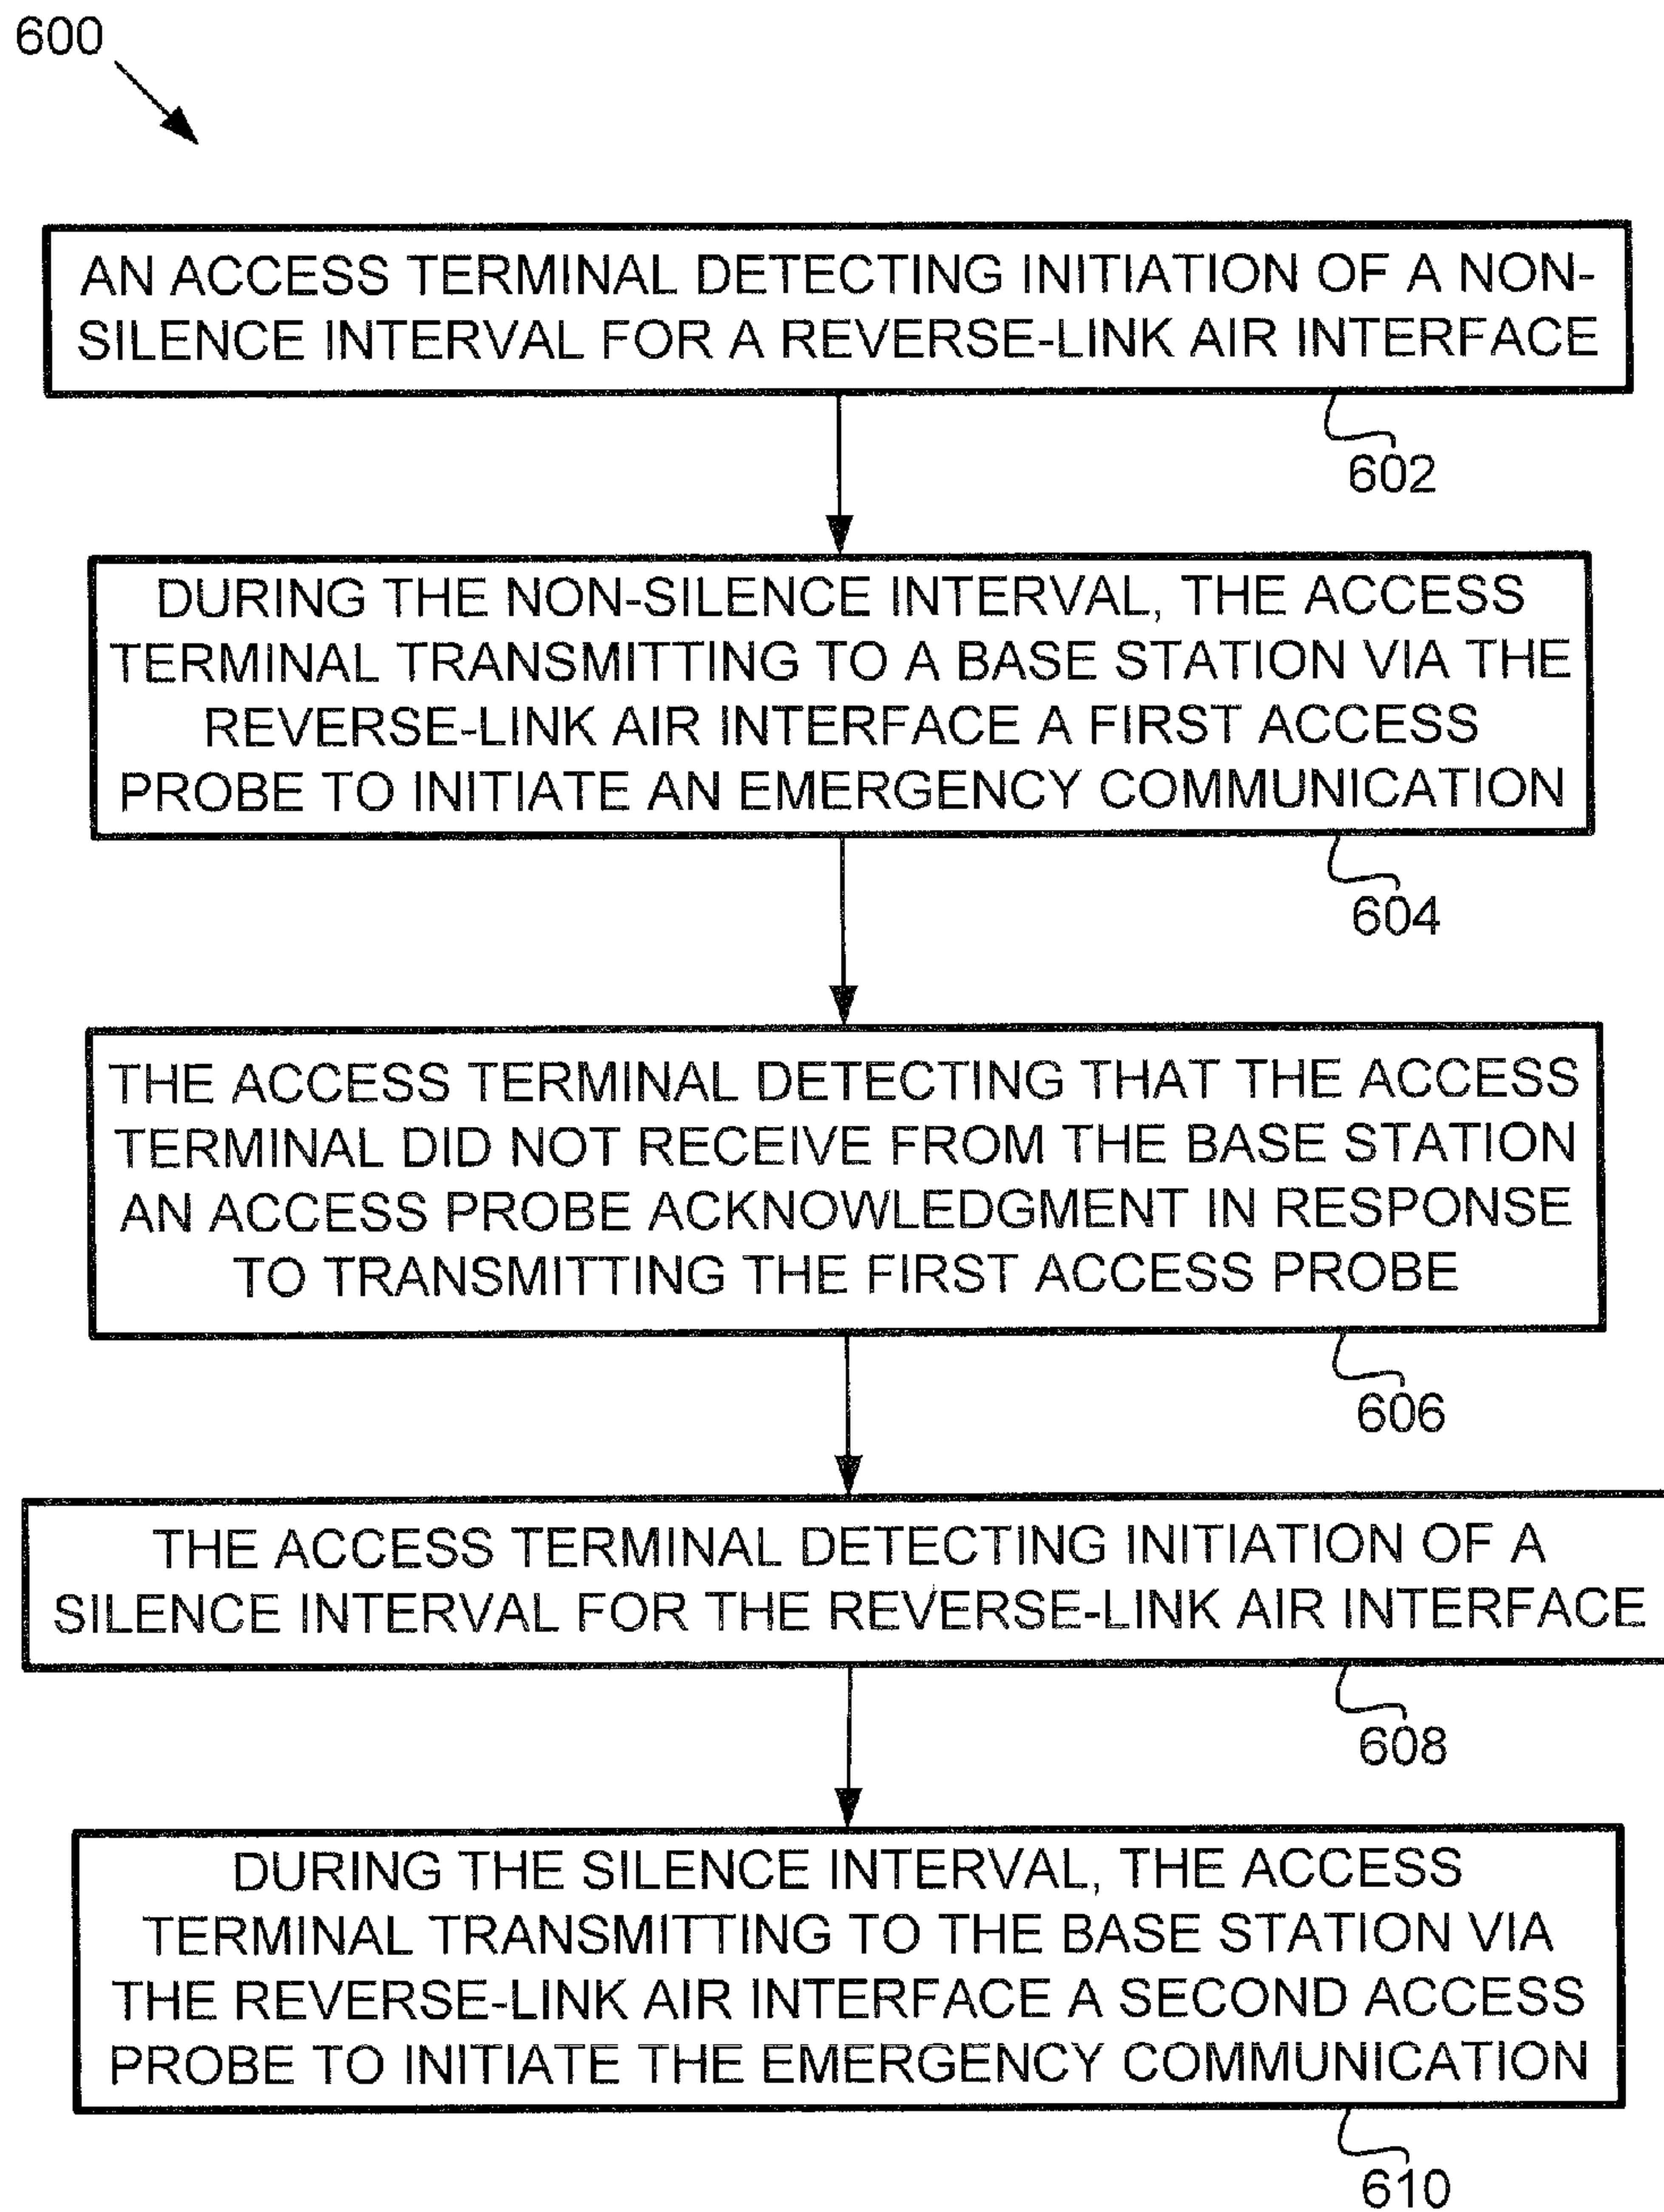 600
AN ACCESS TERMINAL DETECTING INITIATION OF A NON-
SILENCE INTERVAL FOR A REVERSE-LINK AIR INTERFACE
602
DURING THE NON-SILENCE INTERVAL, THE ACCESS
TERMINAL TRANSMITTING TO A BASE STATION VIA THE
REVERSE-LINK AIR INTERFACE A FIRST ACCESS
PROBE TO INITIATE AN EMERGENCY COMMUNICATION
604
THE ACCESS TERMINAL DETECTING THAT THE ACCESS
TERMINAL DID NOT RECEIVE FROM THE BASE STATION
AN ACCESS PROBE ACKNOWLEDGMENT IN RESPONSE
TO TRANSMITTING THE FIRST ACCESS PROBE
606
THE ACCESS TERMINAL DETECTING INITIATION OF A
SILENCE INTERVAL FOR THE REVERSE-LINK AIR INTERFACE
608
DURING THE SILENCE INTERVAL, THE ACCESS
TERMINAL TRANSMITTING TO THE BASE STATION VIA
THE REVERSE-LINK AIR INTERFACE A SECOND ACCESS
PROBE TO INITIATE THE EMERGENCY COMMUNICATION
610